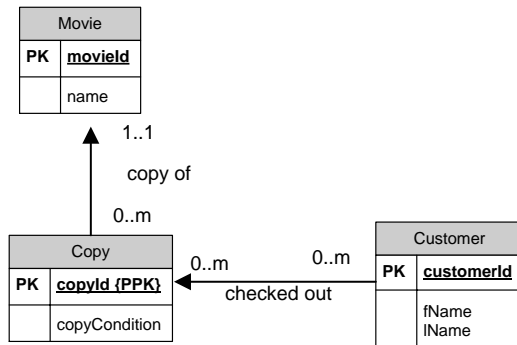 Movie
PK movieId
name
1..1
copy of
0..m
Copy
PK copyId {PPK}
copyCondition
0..m
0..m
checked out
Customer
PK customerId
fName
lName